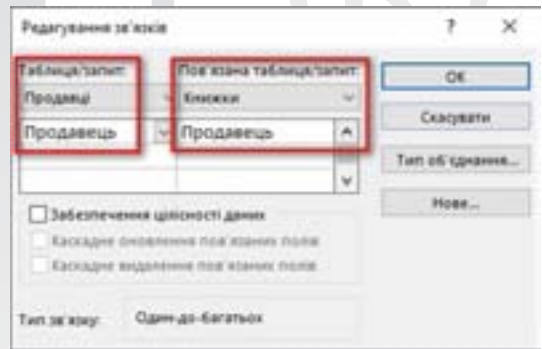 Редагування зв'язків ? ×
Таблиця/запит: Пов'язана таблиця/запит:
Продавці Книжки
Продавець Продавець
Забезпечення цілісності даних
Каскадне оновлення пов'язаних полів
Каскадне видалення пов'язаних полів
Тип зв'язку: Один-до-багатьох
OK
Скасувати
Тип об'єднання...
Нове...